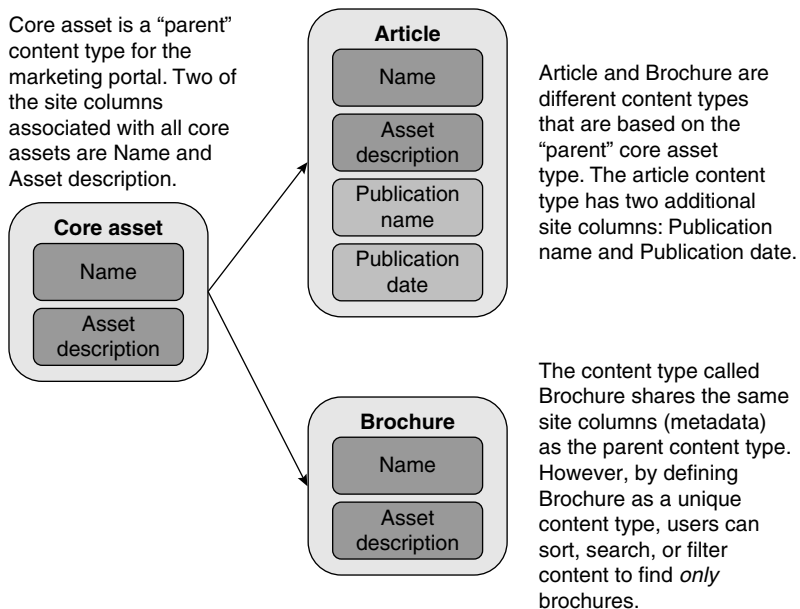 Core asset is a “parent”
content type for the
marketing portal. Two of
the site columns
associated with all core
assets are Name and
Asset description.
Core asset
Name
Asset
description
Article
Name
Asset
description
Publication
name
Publication
date
Article and Brochure are
different content types
that are based on the
“parent” core asset
type. The article content
type has two additional
site columns: Publication
name and Publication date.
Brochure
Name
Asset
description
The content type called
Brochure shares the same
site columns (metadata)
as the parent content type.
However, by defining
Brochure as a unique
content type, users can
sort, search, or filter
content to find only
brochures.